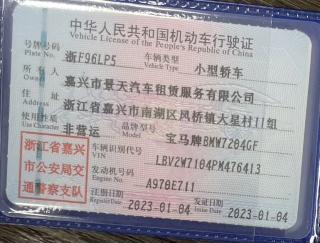 中华人民共和国机动车行驶证
Vehicle License of the People's Republic of China
号牌号码 Plate No. 浙F96LP5 车辆类型 Vehicle Type 小型轿车
所有人 Owner 嘉兴市景天汽车租赁服务有限公司
住址 Address 浙江省嘉兴市南湖区凤桥镇大星村11组
使用性质 Use Character 非营运 品牌型号 Model 宝马牌BMW7204GF
浙江省嘉兴市公安局交通警察支队
车辆识别代号 VIN LBV2W7104PM476413
发动机号码 Engine No. A970E711
注册日期 Register Date 2023-01-04 发证日期 Issue Date 2023-01-04